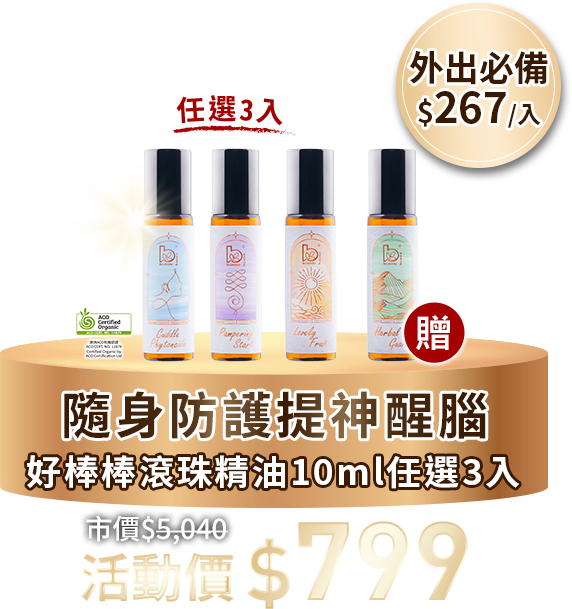 外出必備
$267/入
任選3入
ACO
Certified
Organic
Cuddle
Phytoncide
Pampering
Star
Lovely
Fruit
Herbal
Gua
贈
隨身防護提神醒腦
好棒棒滾珠精油10ml任選3入
市價$5,040
活動價$799